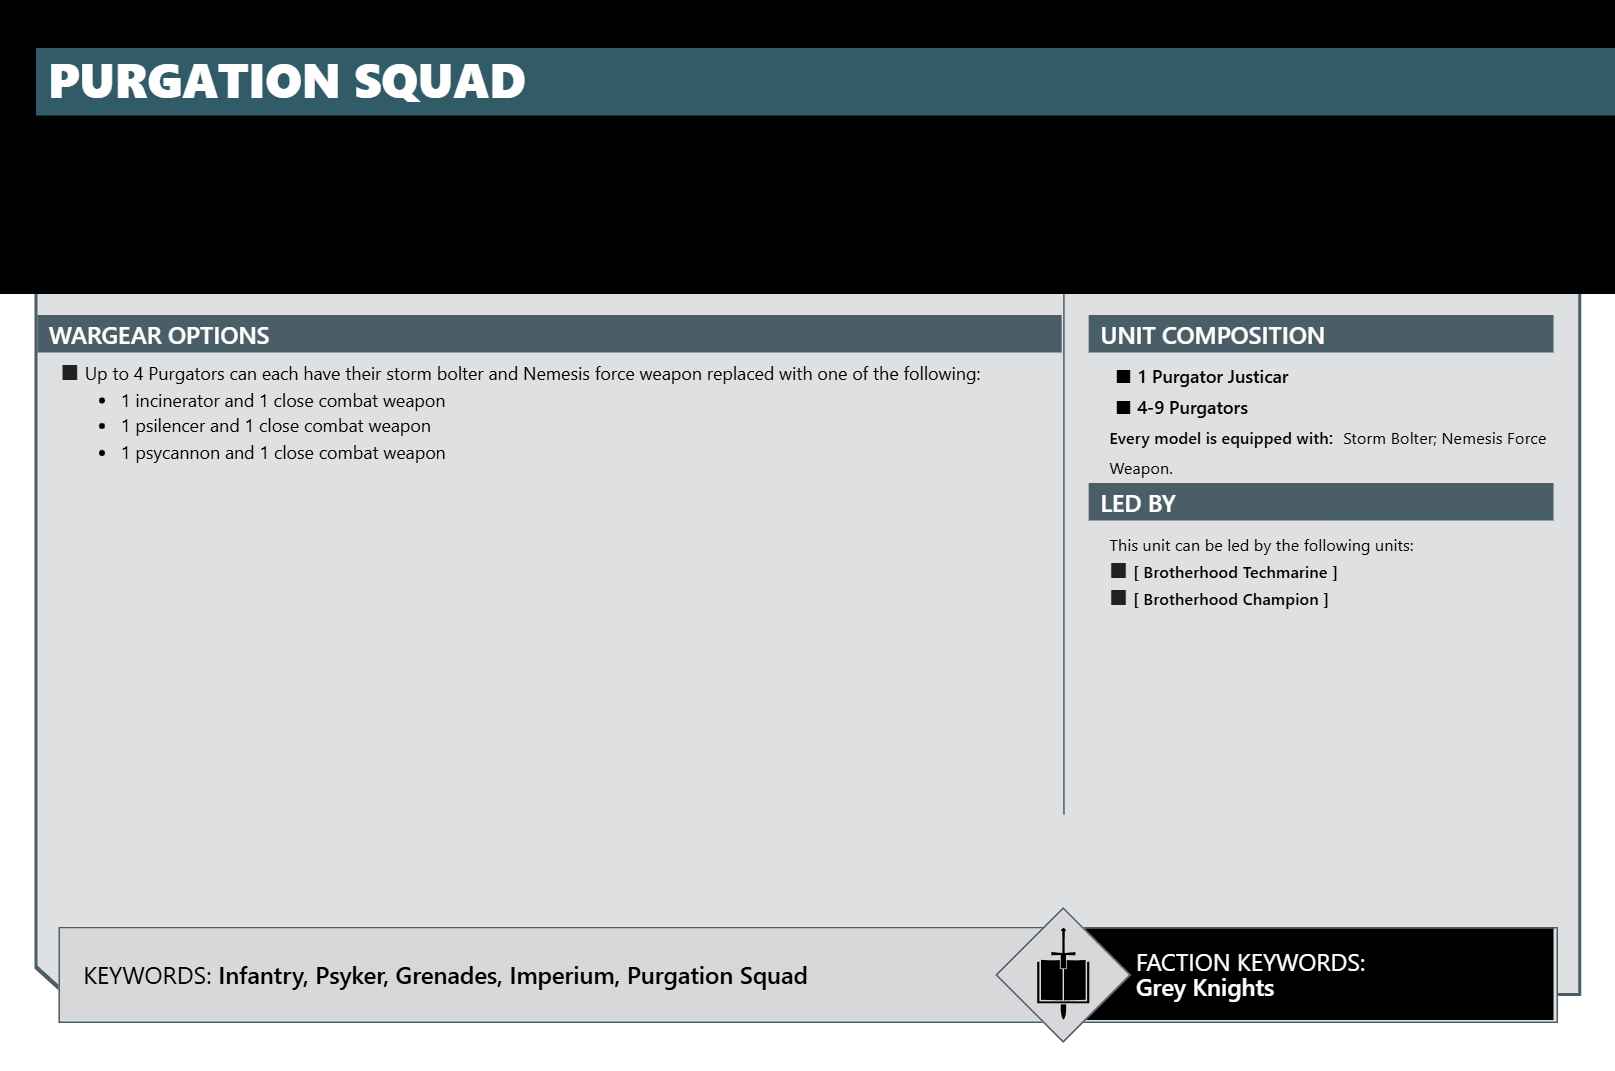 PURGATION SQUAD
WARGEAR OPTIONS
■ Up to 4 Purgators can each have their storm bolter and Nemesis force weapon replaced with one of the following:
• 1 incinerator and 1 close combat weapon
• 1 psilencer and 1 close combat weapon
• 1 psycannon and 1 close combat weapon
UNIT COMPOSITION
■ 1 Purgator Justicar
■ 4-9 Purgators
Every model is equipped with: Storm Bolter; Nemesis Force
Weapon.
LED BY
This unit can be led by the following units:
■ [ Brotherhood Techmarine ]
■ [ Brotherhood Champion ]
KEYWORDS: Infantry, Psyker, Grenades, Imperium, Purgation Squad
FACTION KEYWORDS:
Grey Knights